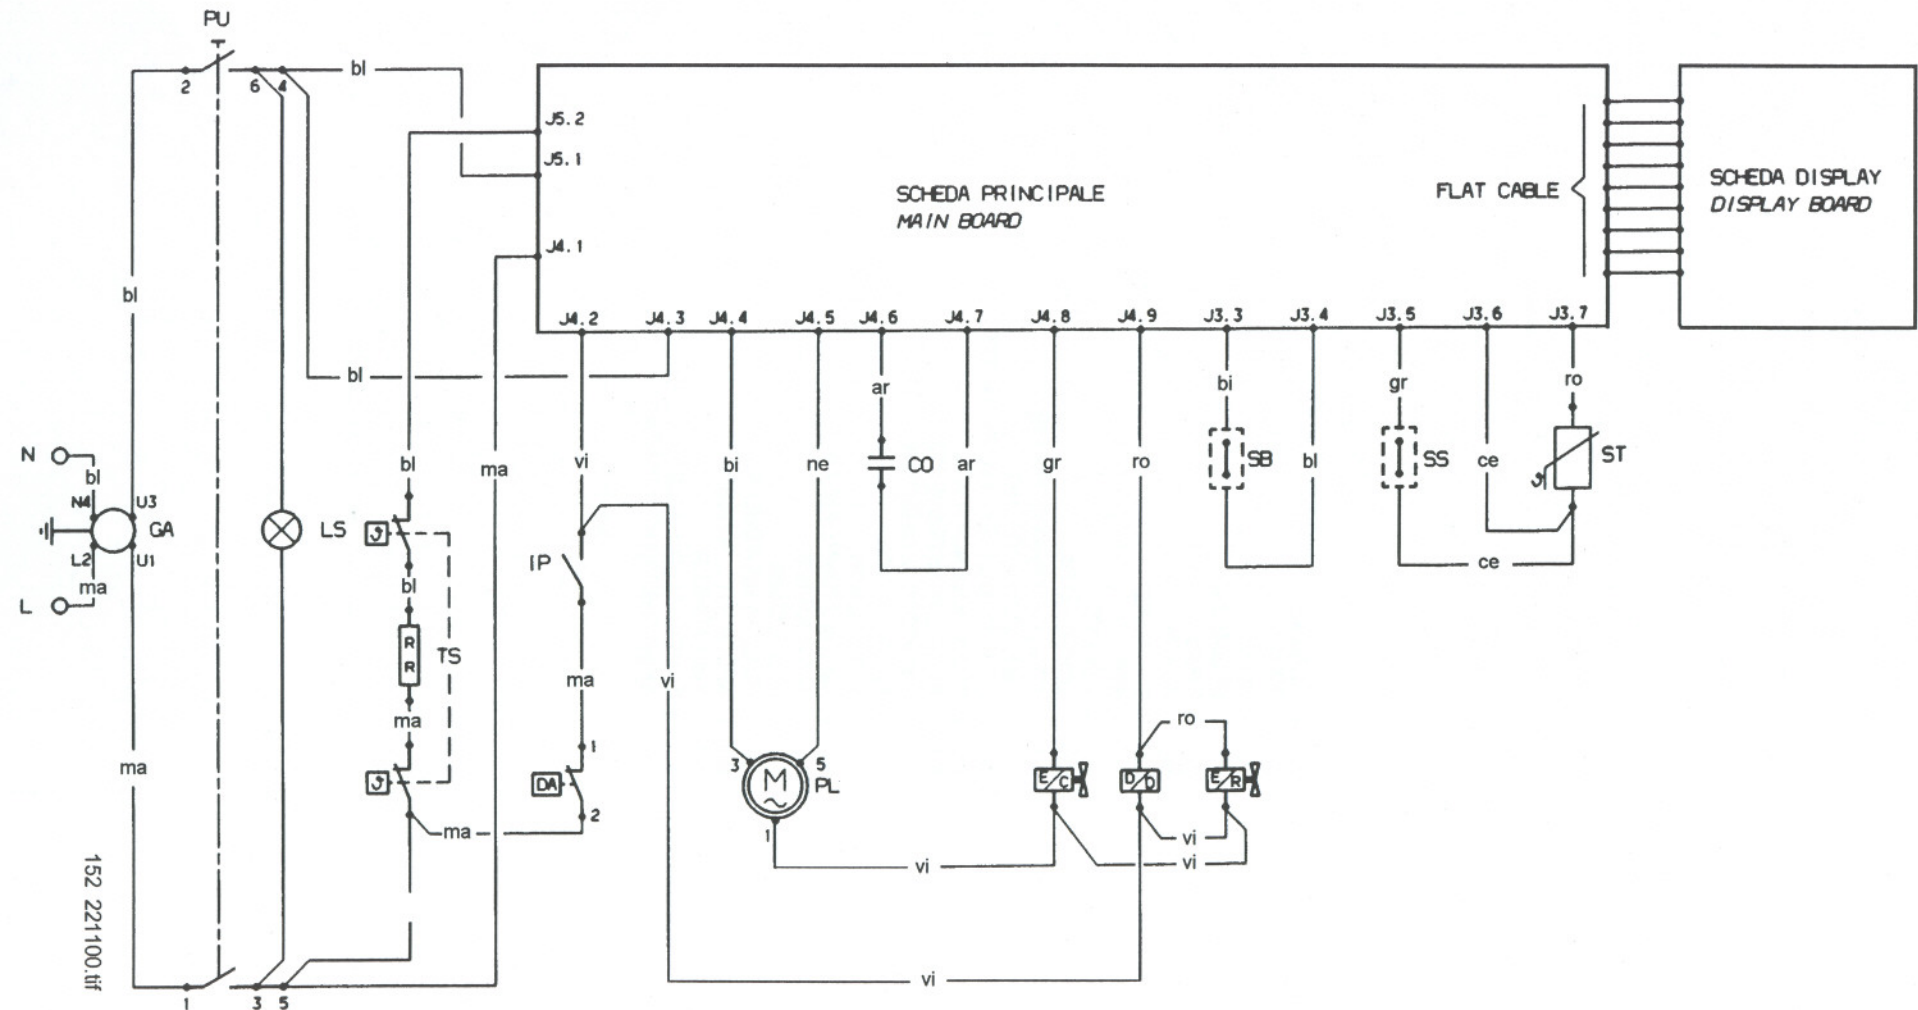 PU
2
6
4
bl
J5.2
J5.1
J4.1
SCHEDA PRINCIPALE
MAIN BOARD
FLAT CABLE
SCHEDA DISPLAY
DISPLAY BOARD
bl
J4.2
J4.3
J4.4
J4.5
J4.6
J4.7
J4.8
J4.9
J3.3
J3.4
J3.5
J3.6
J3.7
bl
ar
bi
gr
ro
N
bl
N4
U3
GA
L2
U1
ma
L
LS
bl
ma
vi
bi
ne
CO
ar
gr
ro
SB
bl
SS
ce
ST
ϑ
ϑ
IP
bl
ce
R
R
TS
ma
vi
ma
ro
ma
ϑ
1
DA
2
3
5
M
~
PL
1
E/C
D/D
E/R
ma
vi
vi
vi
vi
152 221100.tif
1
3
5